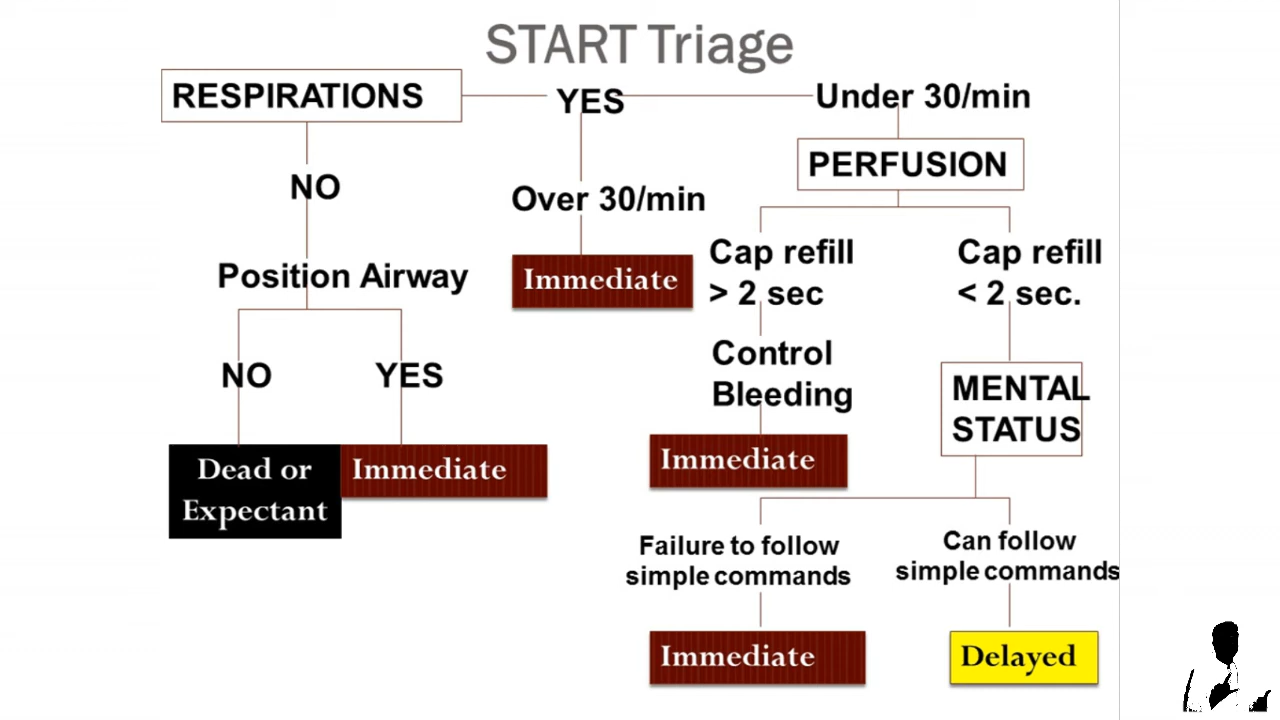 START Triage
RESPIRATIONS
YES
Under 30/min
PERFUSION
NO
Over 30/min
Immediate
Cap refill
> 2 sec
Cap refill
< 2 sec.
Position Airway
Control
Bleeding
NO
YES
MENTAL
STATUS
Dead or
Expectant
Immediate
Immediate
Failure to follow
simple commands
Can follow
simple commands
Immediate
Delayed